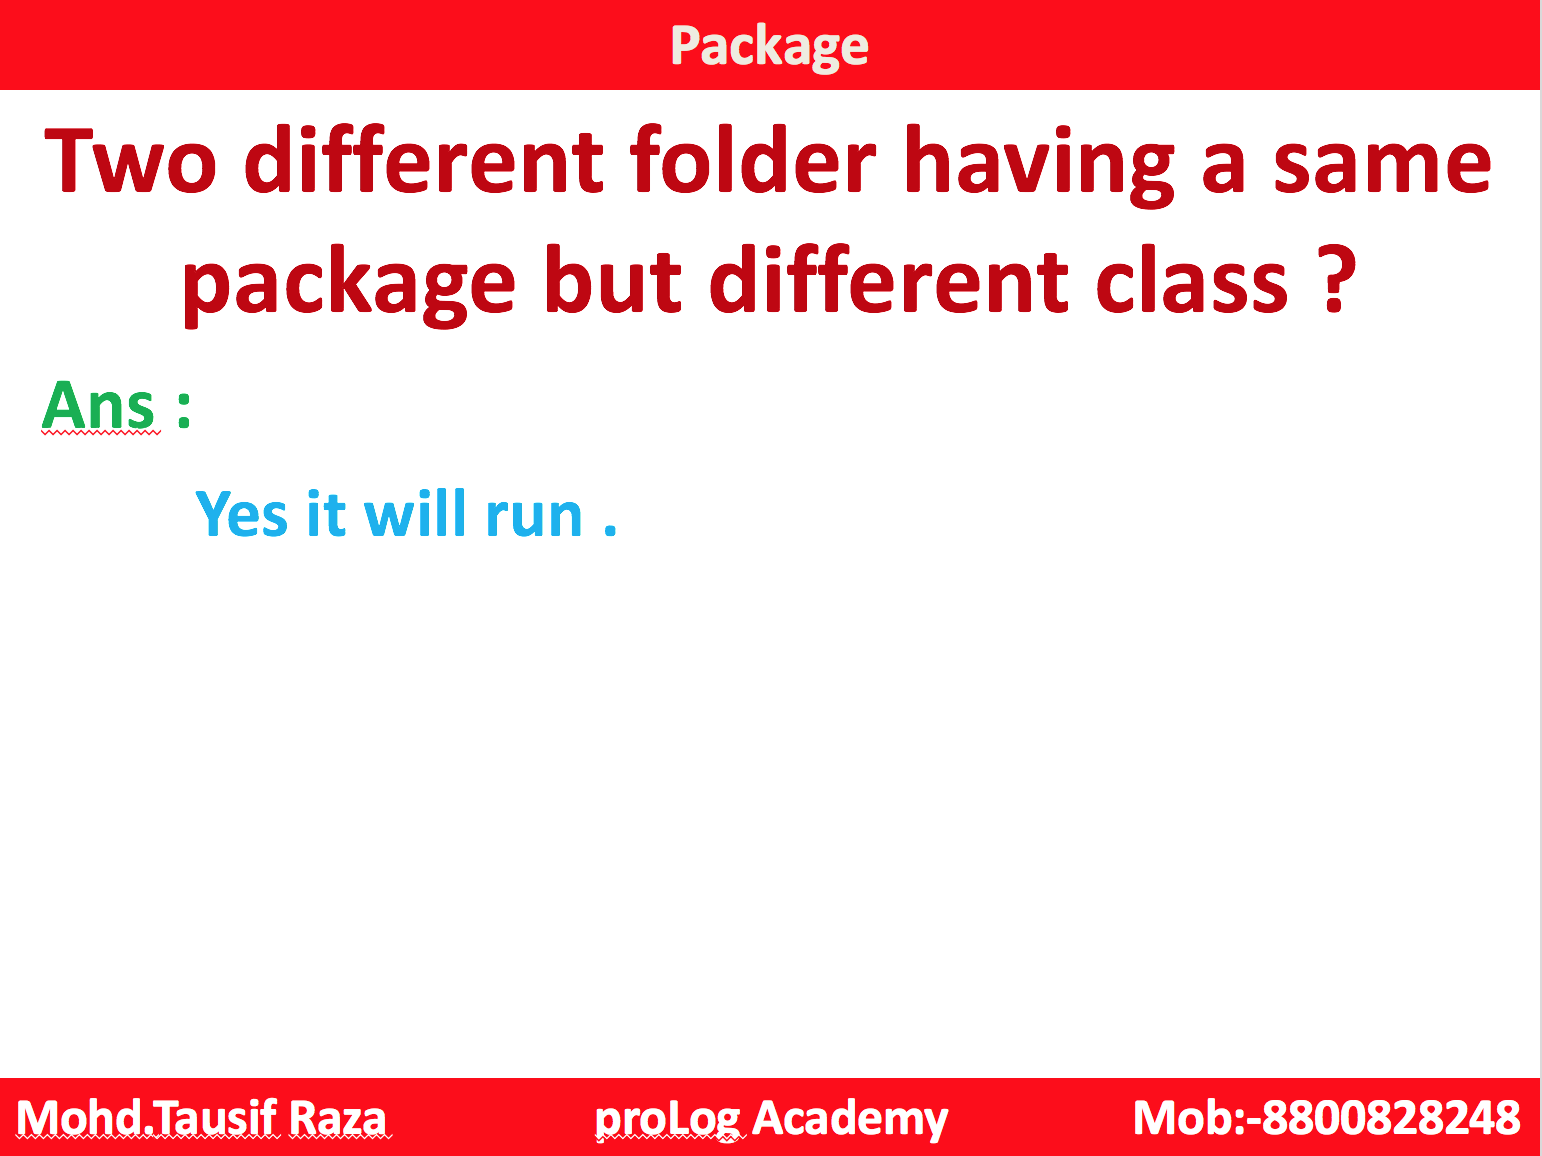 Package
Two different folder having a same
package but different class ?
Ans :
Yes it will run .
Mohd.Tausif Raza proLog Academy Mob:-8800828248